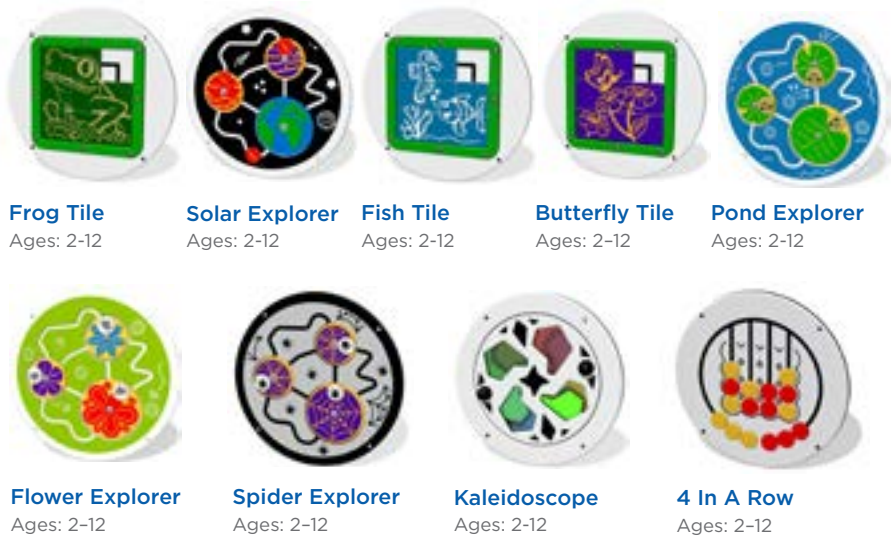 Frog Tile
Ages: 2-12
Solar Explorer
Ages: 2-12
Fish Tile
Ages: 2-12
Butterfly Tile
Ages: 2–12
Pond Explorer
Ages: 2-12
Flower Explorer
Ages: 2–12
Spider Explorer
Ages: 2–12
Kaleidoscope
Ages: 2-12
4 In A Row
Ages: 2–12